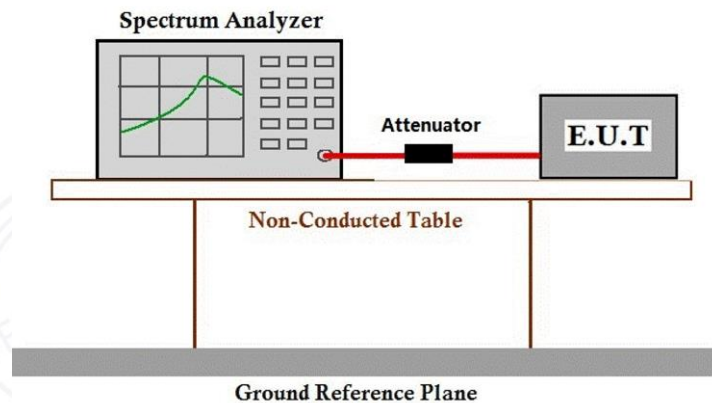 Spectrum Analyzer
Attenuator
E.U.T
Non-Conducted Table
Ground Reference Plane